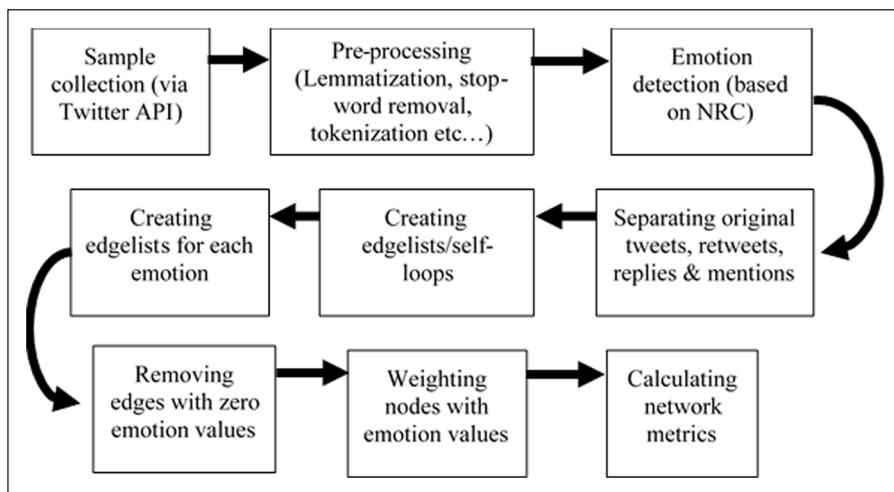 Sample
collection (via
Twitter API)
Pre-processing
(Lemmatization, stop-
word removal,
tokenization etc…)
Emotion
detection (based
on NRC)
Separating original
tweets, retweets,
replies & mentions
Creating
edgelists/self-
loops
Creating
edgelists for each
emotion
Removing
edges with zero
emotion values
Weighting
nodes with
emotion values
Calculating
network
metrics